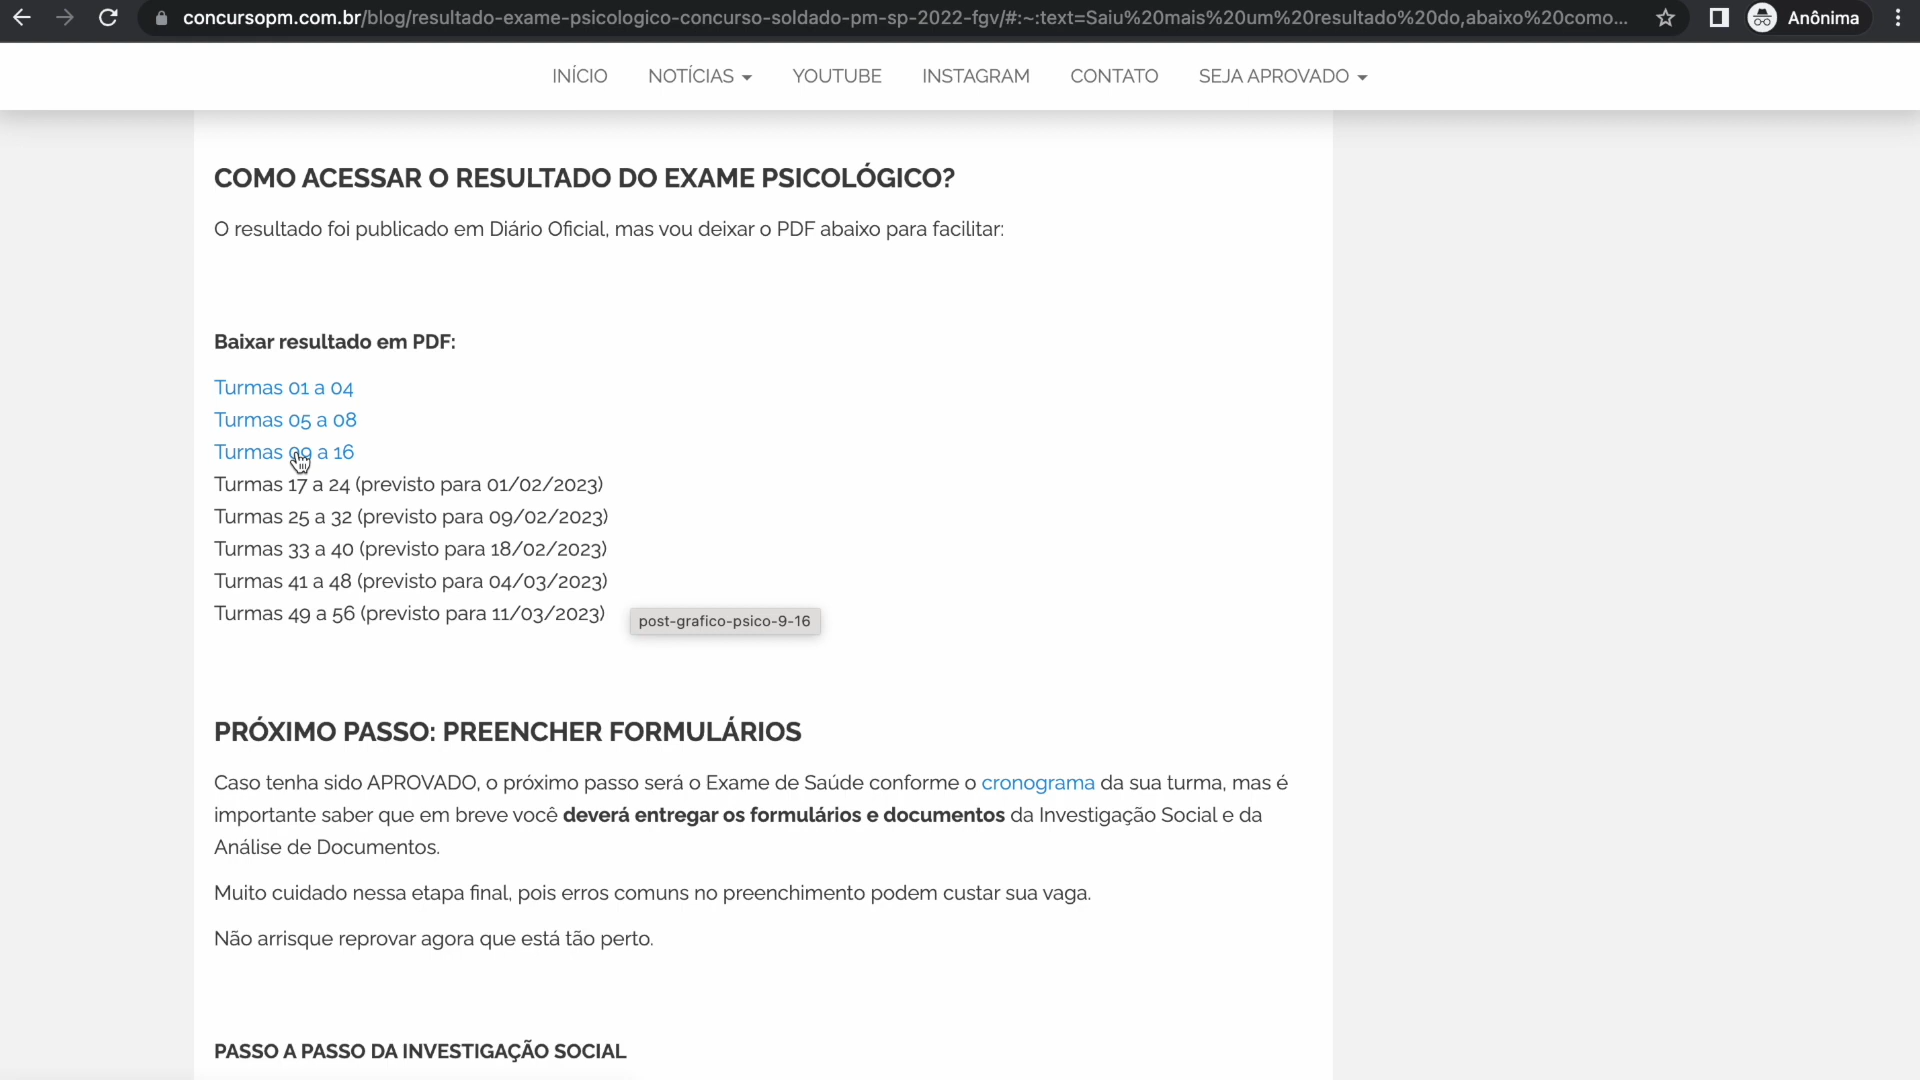 concursopm.com.br/blog/resultado-exame-psicologico-concurso-soldado-pm-sp-2022-fgv/#:~:text=Saiu%20mais%20um%20resultado%20do,abaixo%20como... Anônima
INÍCIO NOTÍCIAS YOUTUBE INSTAGRAM CONTATO SEJA APROVADO
COMO ACESSAR O RESULTADO DO EXAME PSICOLÓGICO?
O resultado foi publicado em Diário Oficial, mas vou deixar o PDF abaixo para facilitar:
Baixar resultado em PDF:
Turmas 01 a 04
Turmas 05 a 08
Turmas 09 a 16
Turmas 17 a 24 (previsto para 01/02/2023)
Turmas 25 a 32 (previsto para 09/02/2023)
Turmas 33 a 40 (previsto para 18/02/2023)
Turmas 41 a 48 (previsto para 04/03/2023)
Turmas 49 a 56 (previsto para 11/03/2023)
post-grafico-psico-9-16
PRÓXIMO PASSO: PREENCHER FORMULÁRIOS
Caso tenha sido APROVADO, o próximo passo será o Exame de Saúde conforme o cronograma da sua turma, mas é
importante saber que em breve você deverá entregar os formulários e documentos da Investigação Social e da
Análise de Documentos.
Muito cuidado nessa etapa final, pois erros comuns no preenchimento podem custar sua vaga.
Não arrisque reprovar agora que está tão perto.
PASSO A PASSO DA INVESTIGAÇÃO SOCIAL